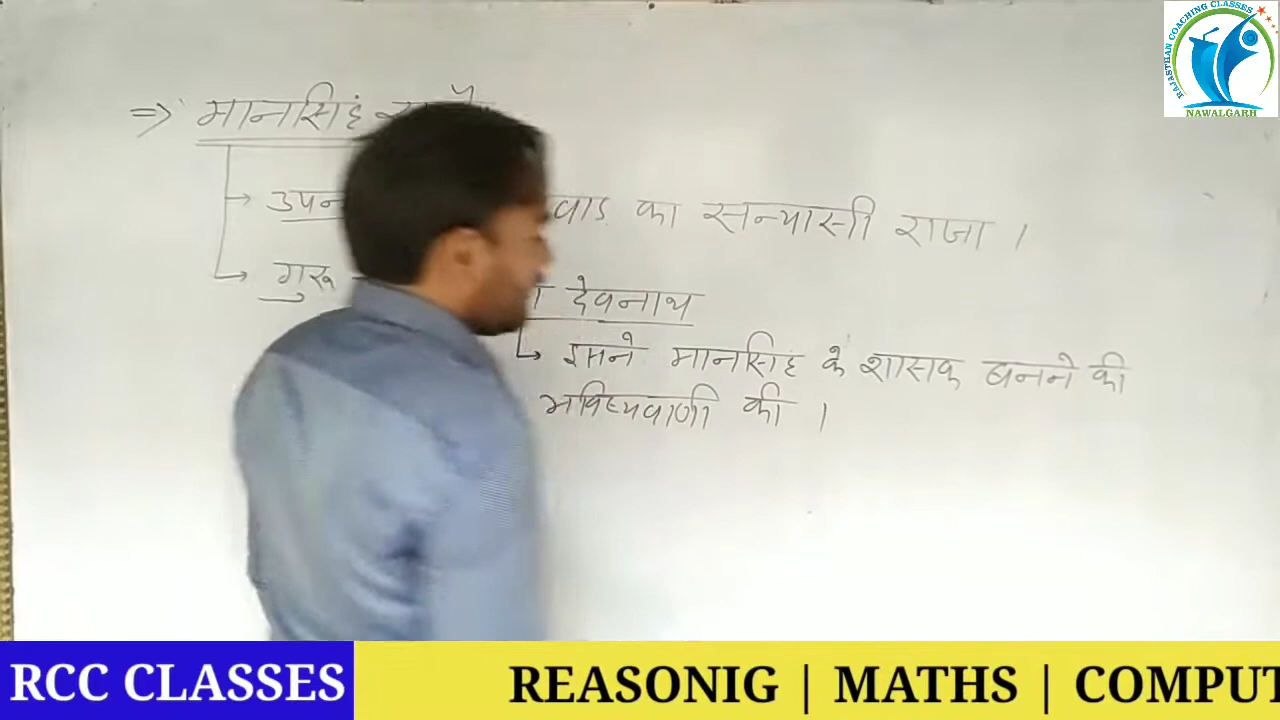 RAJASTHAN COACHING CLASSES
NAWALGARH
=> मानसिंह
→ उपन
वाड का सन्यासी राजा ।
→ गुरू
देवनाथ
→ इसने मानसिंह के शासक बनने की
भविष्यवाणी की ।
RCC CLASSES
REASONIG | MATHS | COMPUT